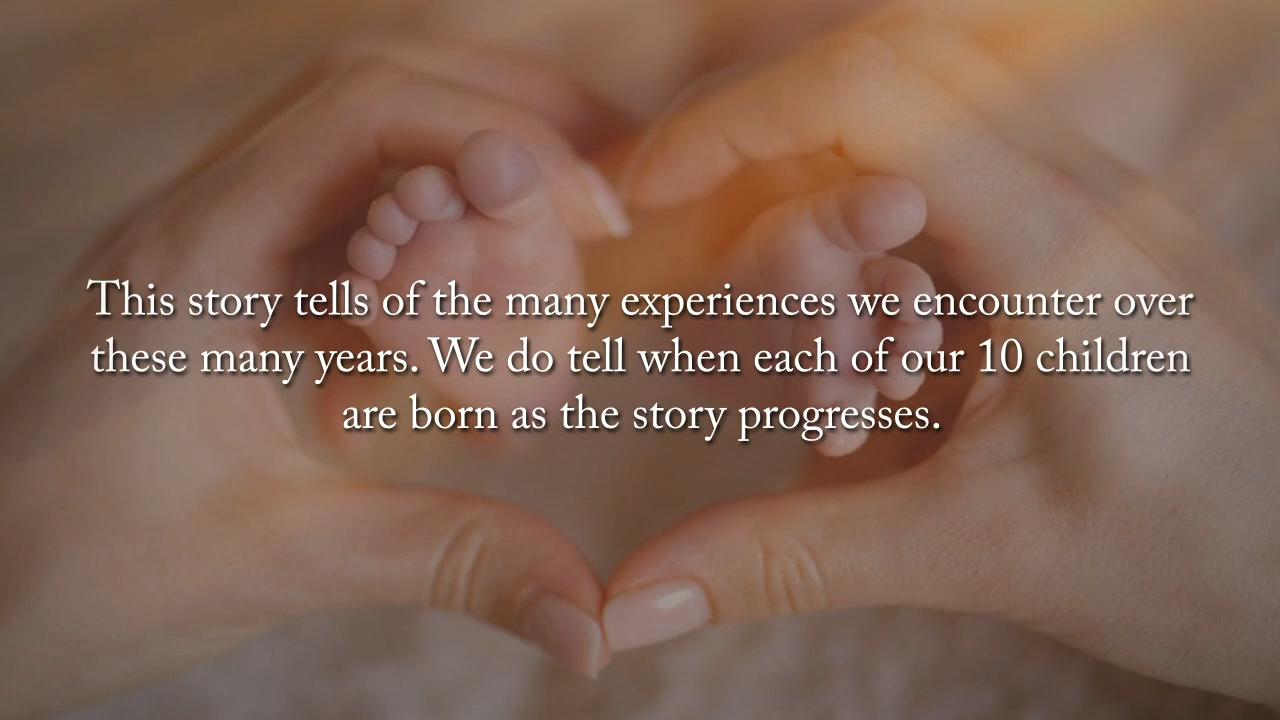 This story tells of the many experiences we encounter over
these many years. We do tell when each of our 10 children
are born as the story progresses.